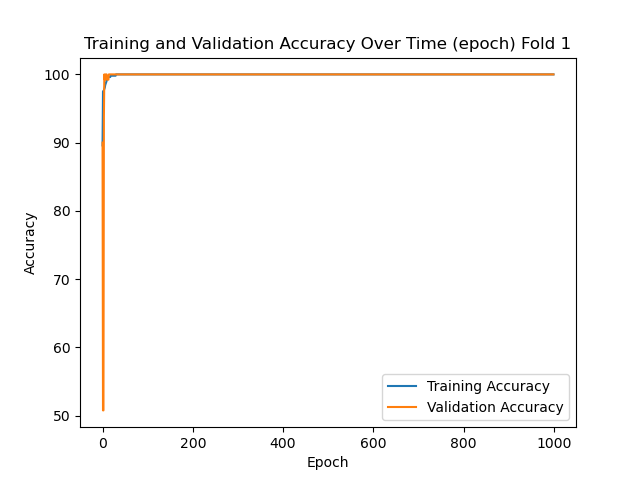 Training and Validation Accuracy Over Time (epoch) Fold 1
100
90
80
70
60
50
Accuracy
0 200 400 600 800 1000
Epoch
Training Accuracy
Validation Accuracy